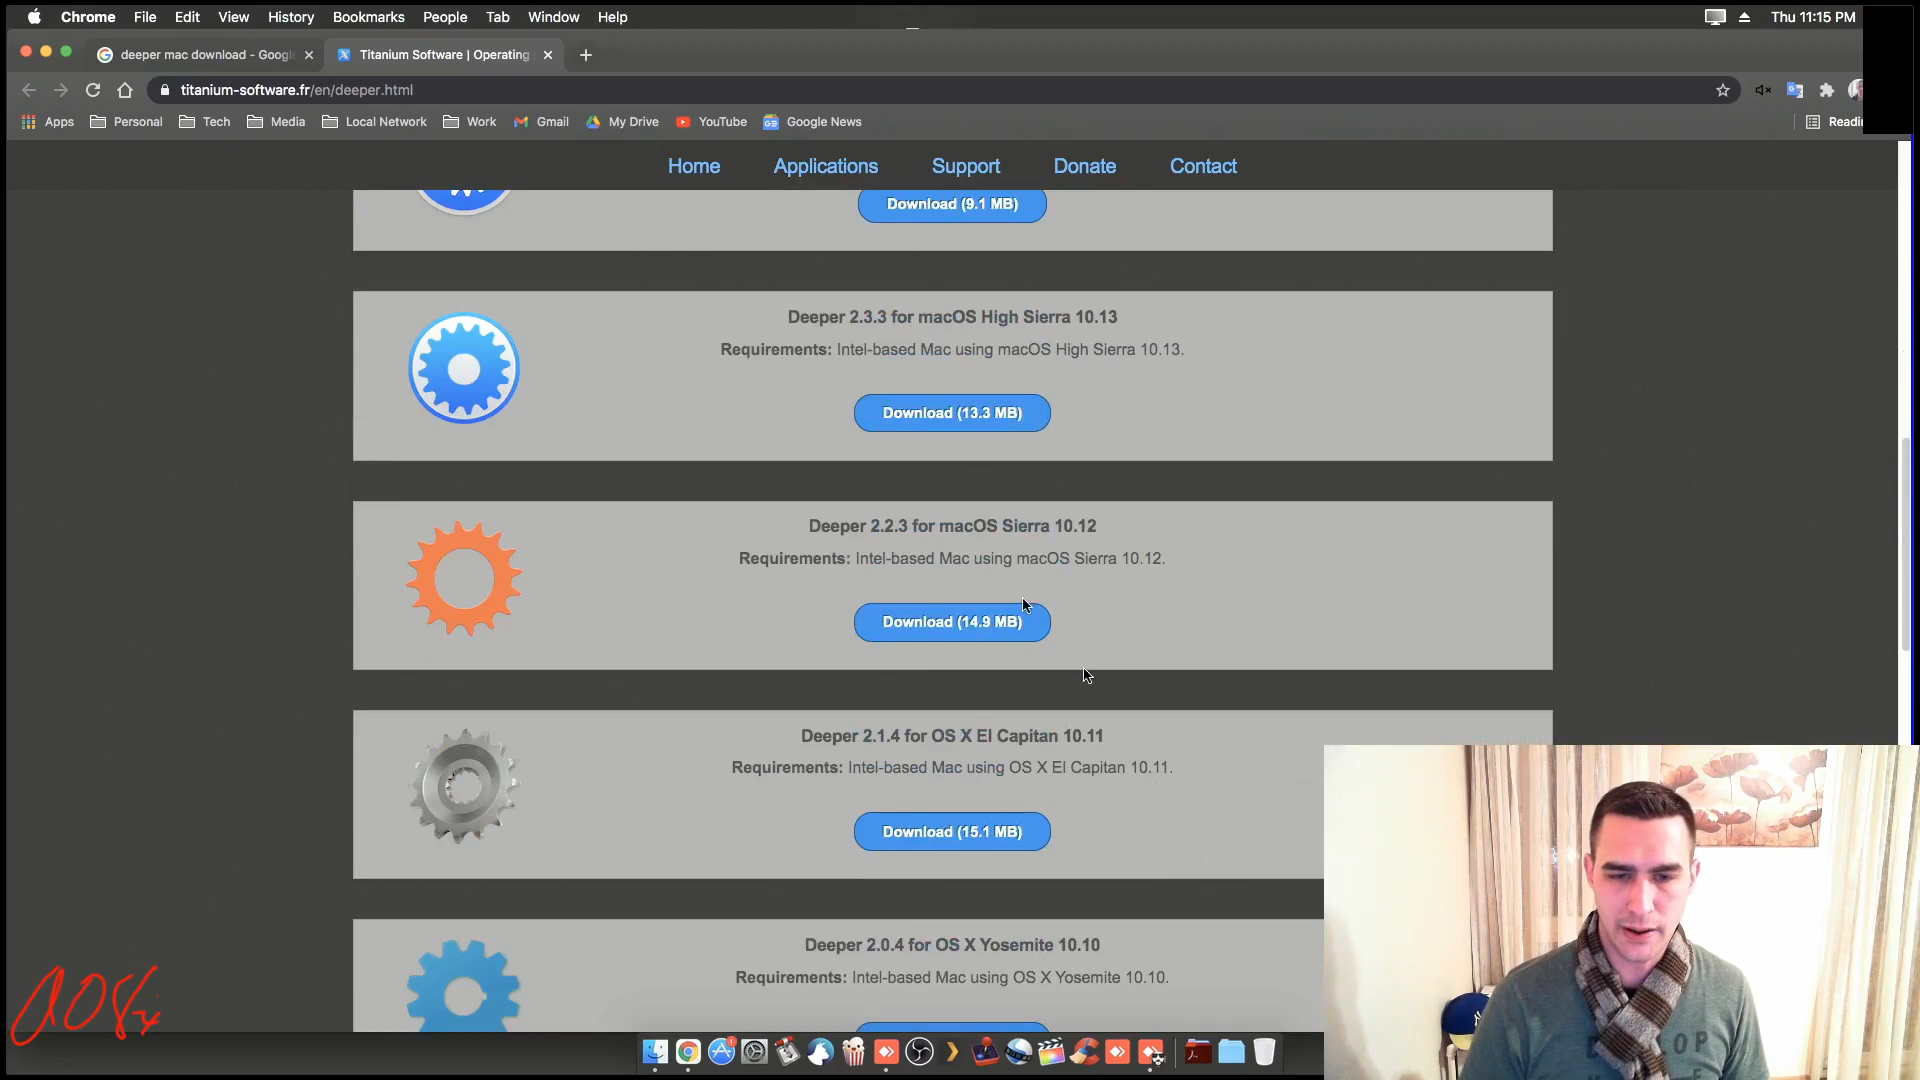 Chrome File Edit View History Bookmarks People Tab Window Help Thu 11:15 PM
deeper mac download - Googl Titanium Software | Operating
titanium-software.fr/en/deeper.html
Apps Personal Tech Media Local Network Work Gmail My Drive YouTube Google News Readi
Home Applications Support Donate Contact
Download (9.1 MB)
Deeper 2.3.3 for macOS High Sierra 10.13
Requirements: Intel-based Mac using macOS High Sierra 10.13.
Download (13.3 MB)
Deeper 2.2.3 for macOS Sierra 10.12
Requirements: Intel-based Mac using macOS Sierra 10.12.
Download (14.9 MB)
Deeper 2.1.4 for OS X El Capitan 10.11
Requirements: Intel-based Mac using OS X El Capitan 10.11.
Download (15.1 MB)
Deeper 2.0.4 for OS X Yosemite 10.10
Requirements: Intel-based Mac using OS X Yosemite 10.10.